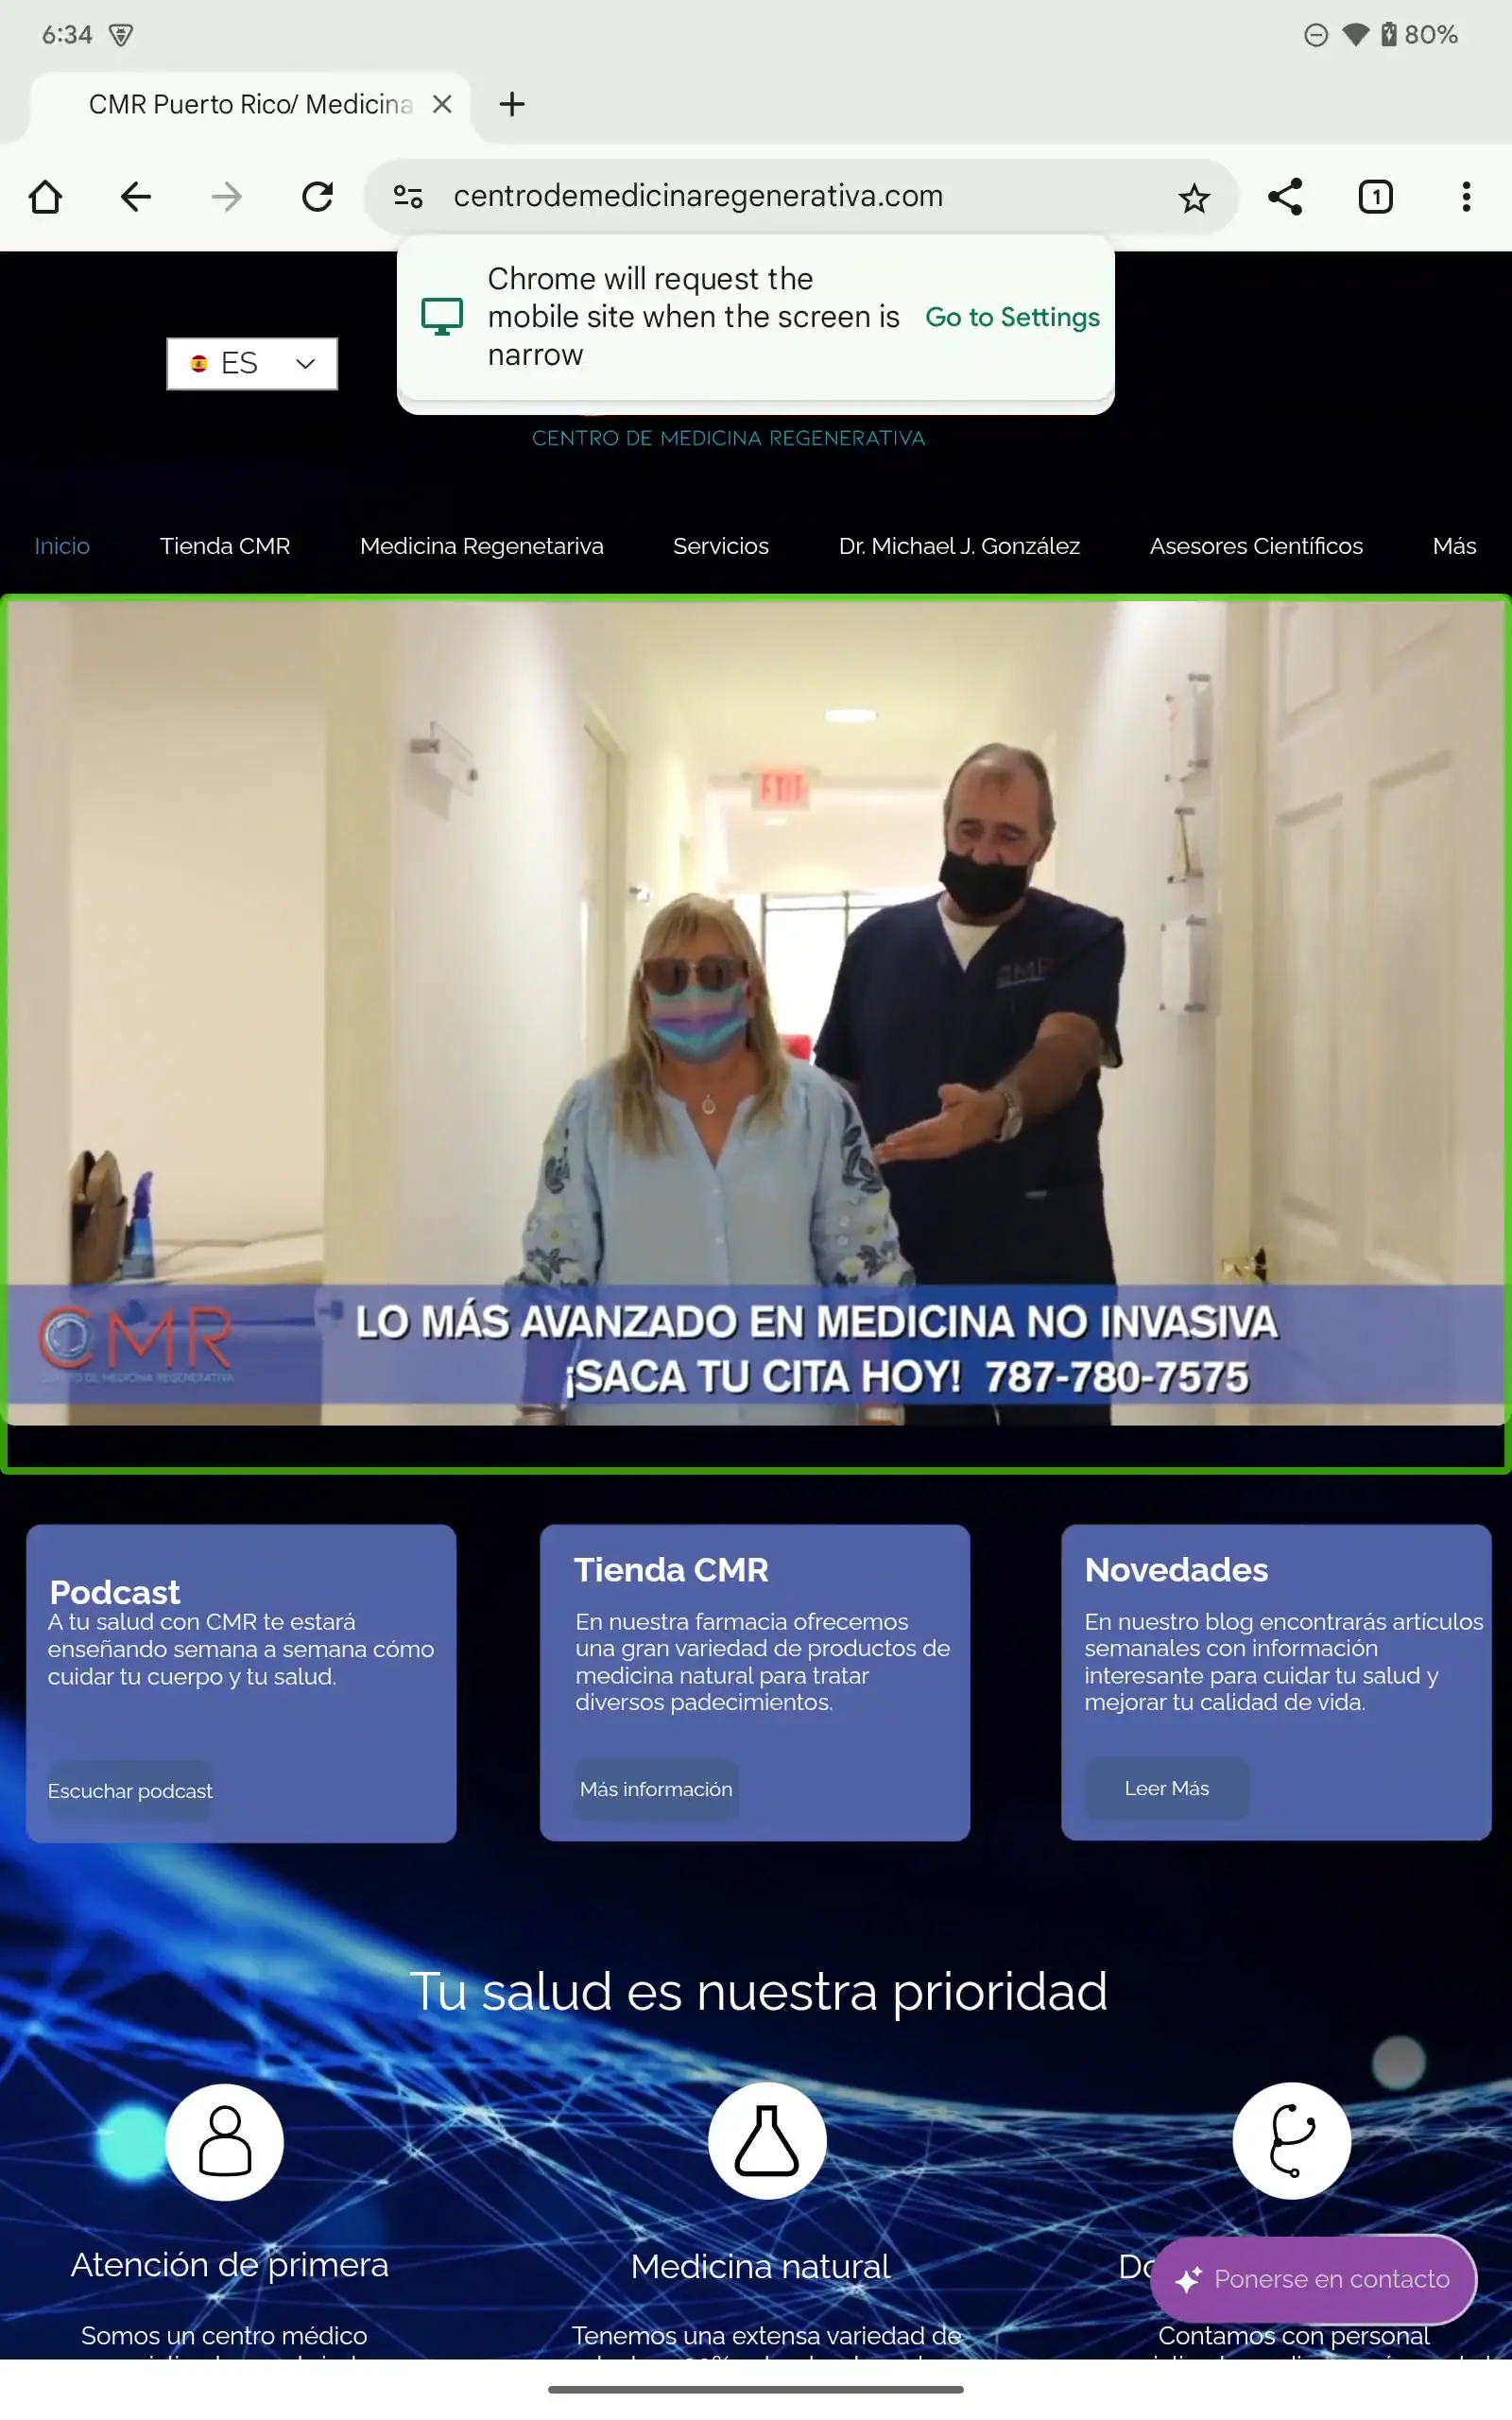 6:34
80%
CMR Puerto Rico/ Medicina
centrodemedicinaregenerativa.com
1
Chrome will request the
mobile site when the screen is
narrow
Go to Settings
ES
CENTRO DE MEDICINA REGENERATIVA
Inicio
Tienda CMR
Medicina Regenetariva
Servicios
Dr. Michael J. González
Asesores Científicos
Más
EXIT
CMR
CMR
CENTRO DE MEDICINA REGENERATIVA
LO MÁS AVANZADO EN MEDICINA NO INVASIVA
¡SACA TU CITA HOY! 787-780-7575
Podcast
A tu salud con CMR te estará
enseñando semana a semana cómo
cuidar tu cuerpo y tu salud.
Escuchar podcast
Tienda CMR
En nuestra farmacia ofrecemos
una gran variedad de productos de
medicina natural para tratar
diversos padecimientos.
Más información
Novedades
En nuestro blog encontrarás artículos
semanales con información
interesante para cuidar tu salud y
mejorar tu calidad de vida.
Leer Más
Tu salud es nuestra prioridad
Atención de primera
Somos un centro médico
Medicina natural
Tenemos una extensa variedad de
Ponerse en contacto
Contamos con personal